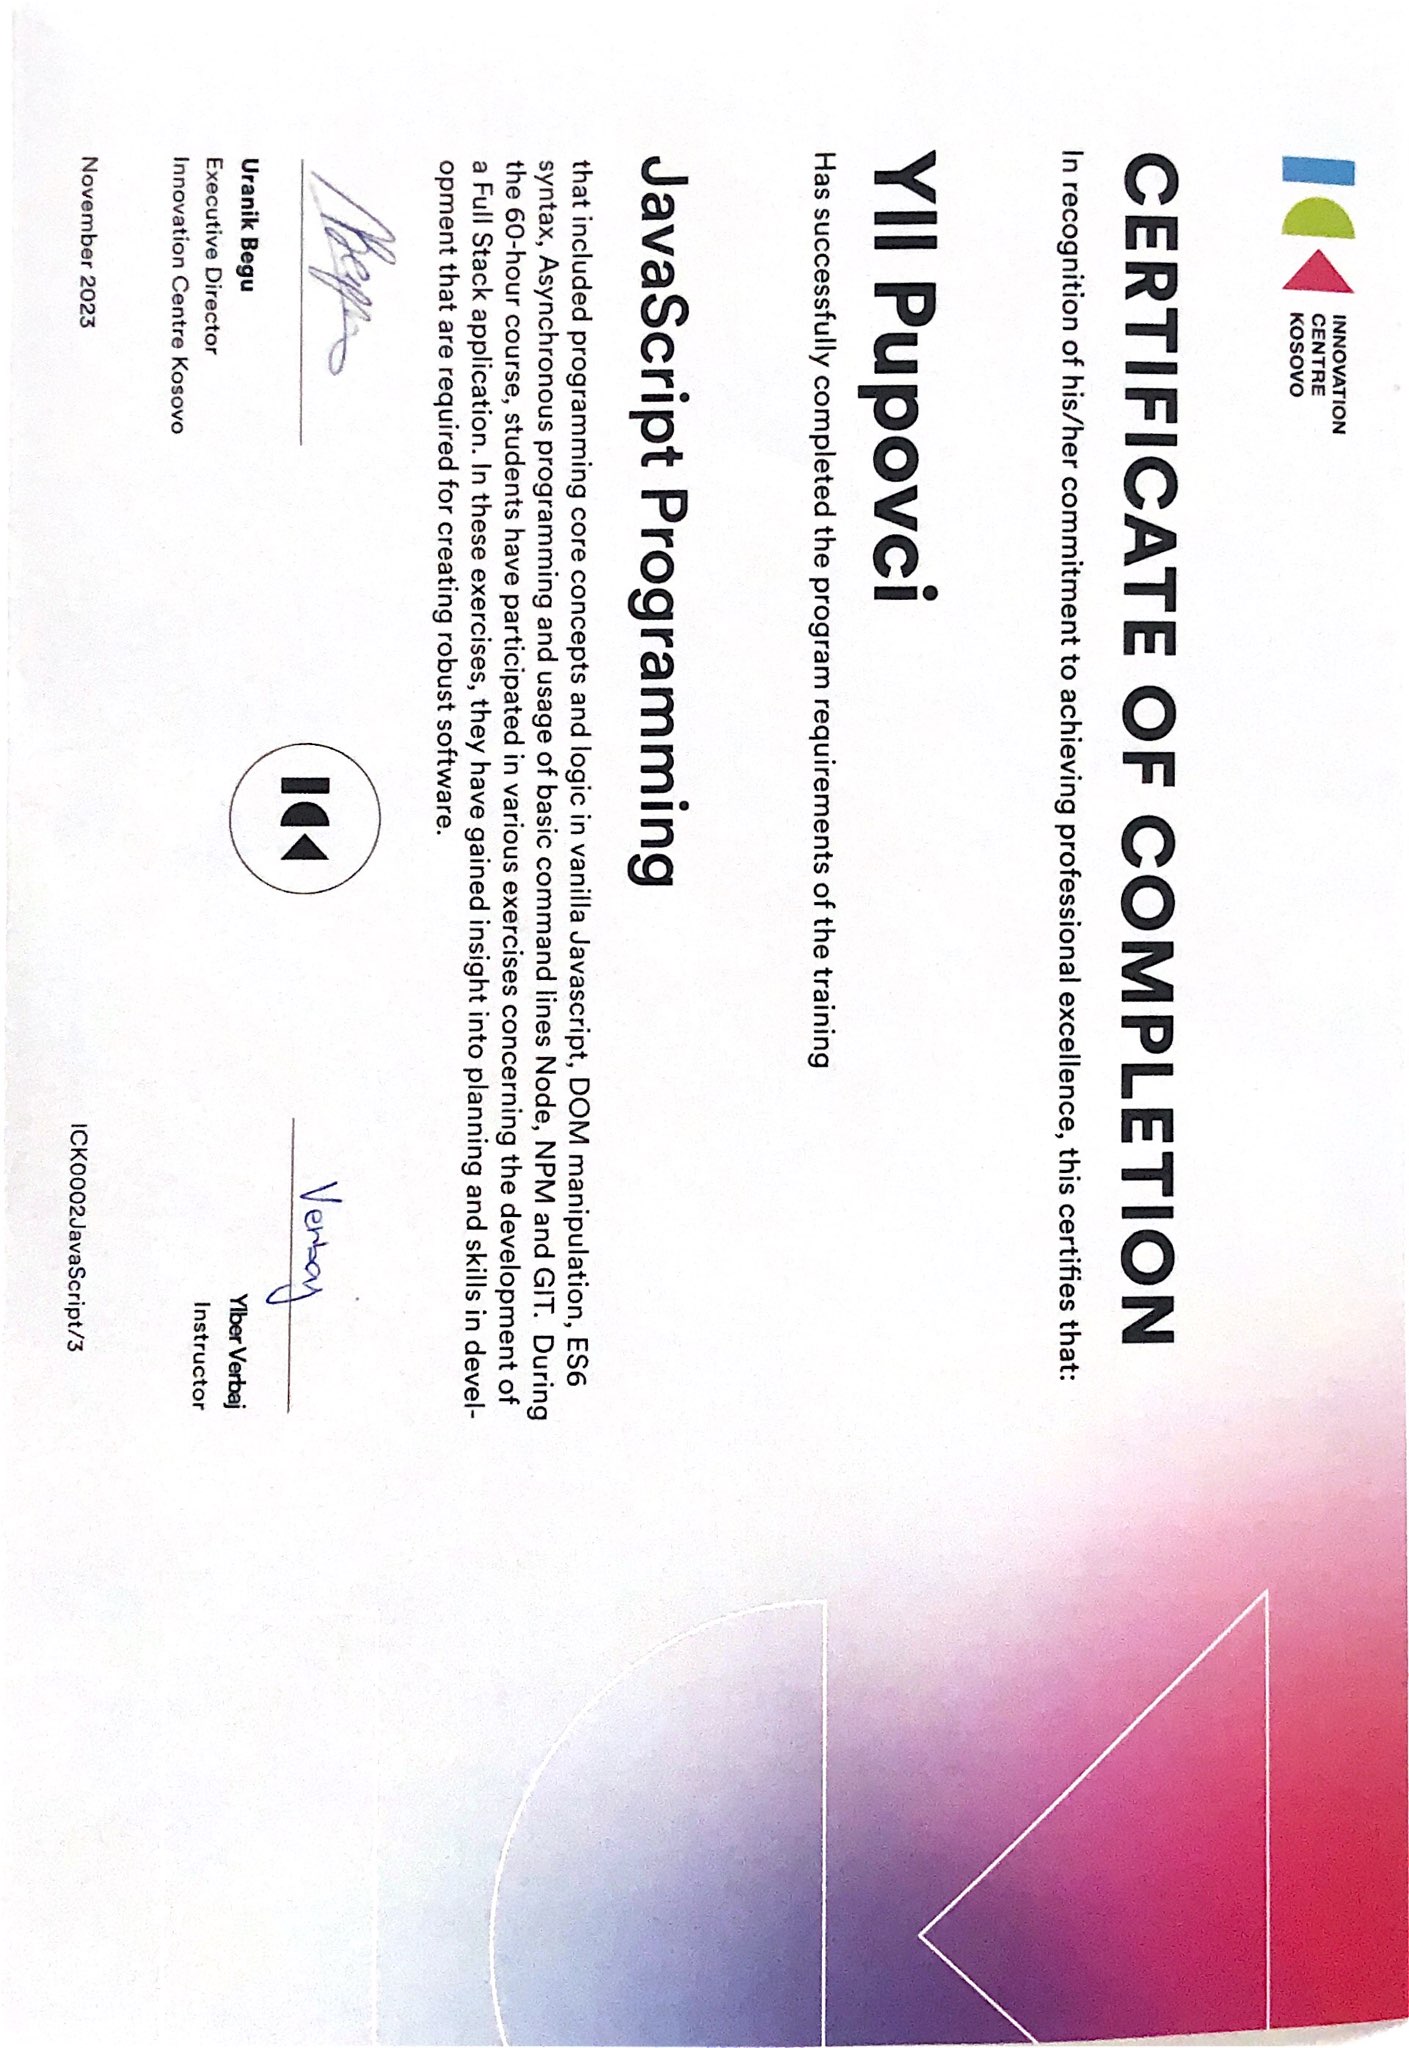 INNOVATION
CENTRE
KOSOVO
CERTIFICATE OF COMPLETION
In recognition of his/her commitment to achieving professional excellence, this certifies that:
Yll Pupovci
Has successfully completed the program requirements of the training
JavaScript Programming
that included programming core concepts and logic in vanilla Javascript, DOM manipulation, ES6
syntax, Asynchronous programming and usage of basic command lines Node, NPM and GIT. During
the 60-hour course, students have participated in various exercises concerning the development of
a Full Stack application. In these exercises, they have gained insight into planning and skills in devel-
opment that are required for creating robust software.
Verbaj
Uranik Begu
Executive Director
Innovation Centre Kosovo
Ylber Verbaj
Instructor
November 2023
ICK0002JavaScript/3